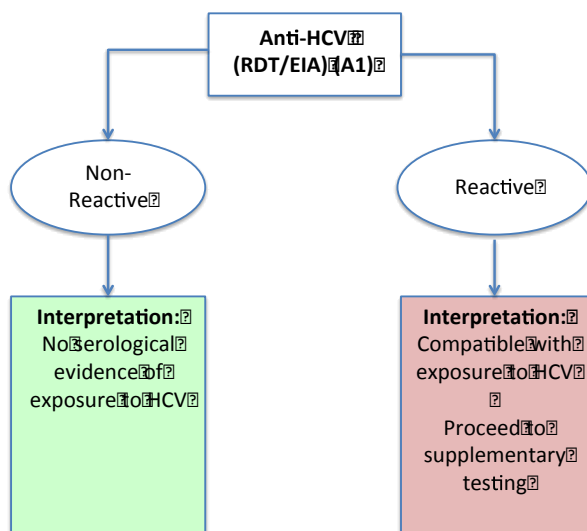 Anti-HCV
(RDT/EIA) (A1)
Non-
Reactive
Reactive
Interpretation:
No serological
evidence of
exposure to HCV
Interpretation:
Compatible with
exposure to HCV
Proceed to
supplementary
testing